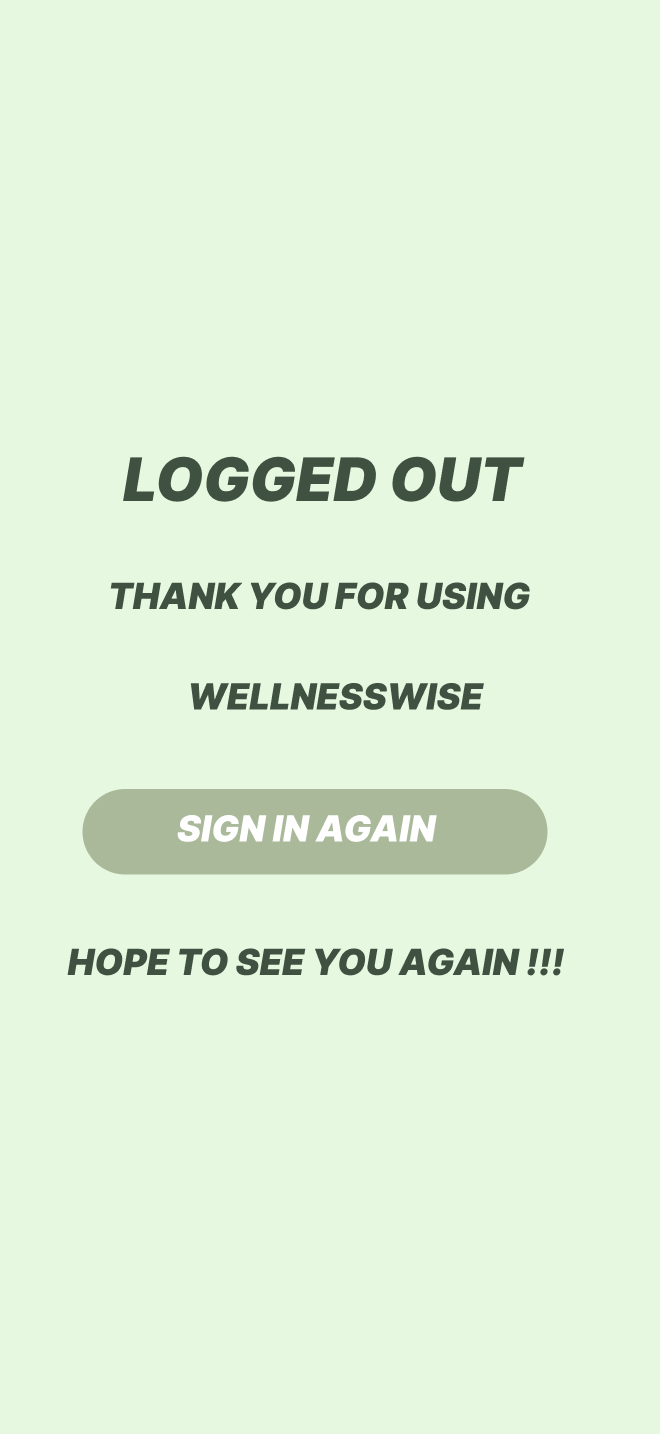 LOGGED OUT
THANK YOU FOR USING
WELLNESSWISE
SIGN IN AGAIN
HOPE TO SEE YOU AGAIN !!!